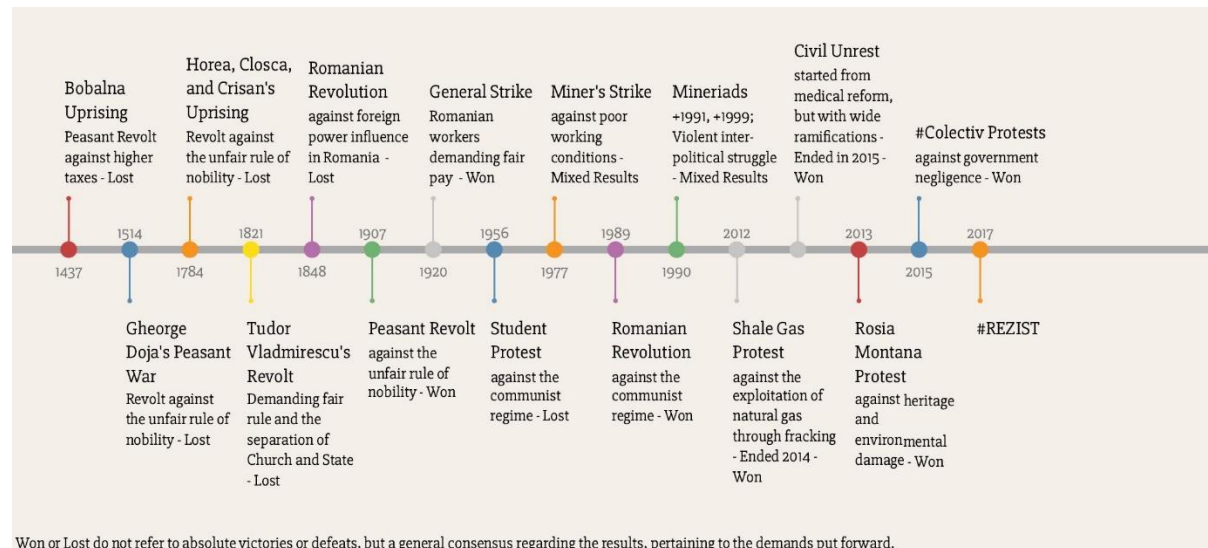 Bobalna
Uprising
Peasant Revolt
against higher
taxes - Lost
Horea, Closca,
and Crisan's
Uprising
Revolt against
the unfair rule of
nobility - Lost
Romanian
Revolution
against foreign
power influence
in Romania -
Lost
General Strike
Romanian
workers
demanding fair
pay - Won
Miner's Strike
against poor
working
conditions -
Mixed Results
Mineriads
+1991, +1999;
Violent inter-
political struggle
- Mixed Results
Civil Unrest
started from
medical reform,
but with wide
ramifications -
Ended in 2015 -
Won
#Colectiv Protests
against government
negligence - Won
1437
1514
1784
1821
1848
1907
1920
1956
1977
1989
1990
2012
2013
2015
2017
Gheorge
Doja's Peasant
War
Revolt against
the unfair rule of
nobility - Lost
Tudor
Vladmirescu's
Revolt
Demanding fair
rule and the
separation of
Church and State
- Lost
Peasant Revolt
against the
unfair rule of
nobility - Won
Student
Protest
against the
communist
regime - Lost
Romanian
Revolution
against the
communist
regime - Won
Shale Gas
Protest
against the
exploitation of
natural gas
through fracking
- Ended 2014 -
Won
Rosia
Montana
Protest
against heritage
and
environmental
damage - Won
#REZIST
Won or Lost do not refer to absolute victories or defeats, but a general consensus regarding the results, pertaining to the demands put forward.